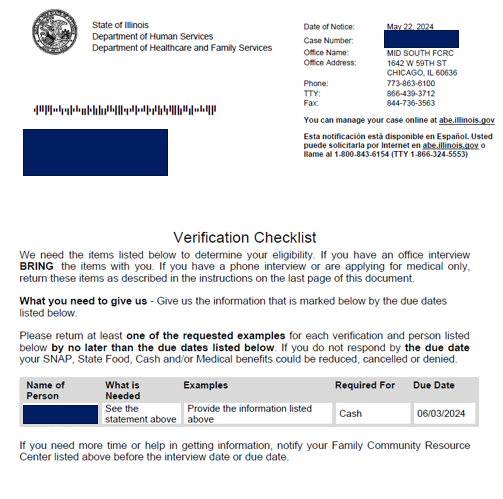 State of Illinois
Department of Human Services
Department of Healthcare and Family Services
Date of Notice: May 22, 2024
Case Number:
Office Name: MID SOUTH FCRC
Office Address: 1642 W 59TH ST
CHICAGO, IL 60636
Phone: 773-863-6100
TTY: 866-439-3712
Fax: 844-736-3563
You can manage your case online at abe.illinois.gov
Esta notificación está disponible en Español. Usted
puede solicitarla por Internet en abe.illinois.gov o
llame al 1-800-843-6154 (TTY 1-866-324-5553)
Verification Checklist
We need the items listed below to determine your eligibility. If you have an office interview
BRING the items with you. If you have a phone interview or are applying for medical only,
return these items as described in the instructions on the last page of this document.
What you need to give us - Give us the information that is marked below by the due dates
listed below.
Please return at least one of the requested examples for each verification and person listed
below by no later than the due dates listed below. If you do not respond by the due date
your SNAP, State Food, Cash and/or Medical benefits could be reduced, cancelled or denied.
Name of Person What is Needed Examples Required For Due Date
See the statement above Provide the information listed above Cash 06/03/2024
If you need more time or help in getting information, notify your Family Community Resource
Center listed above before the interview date or due date.